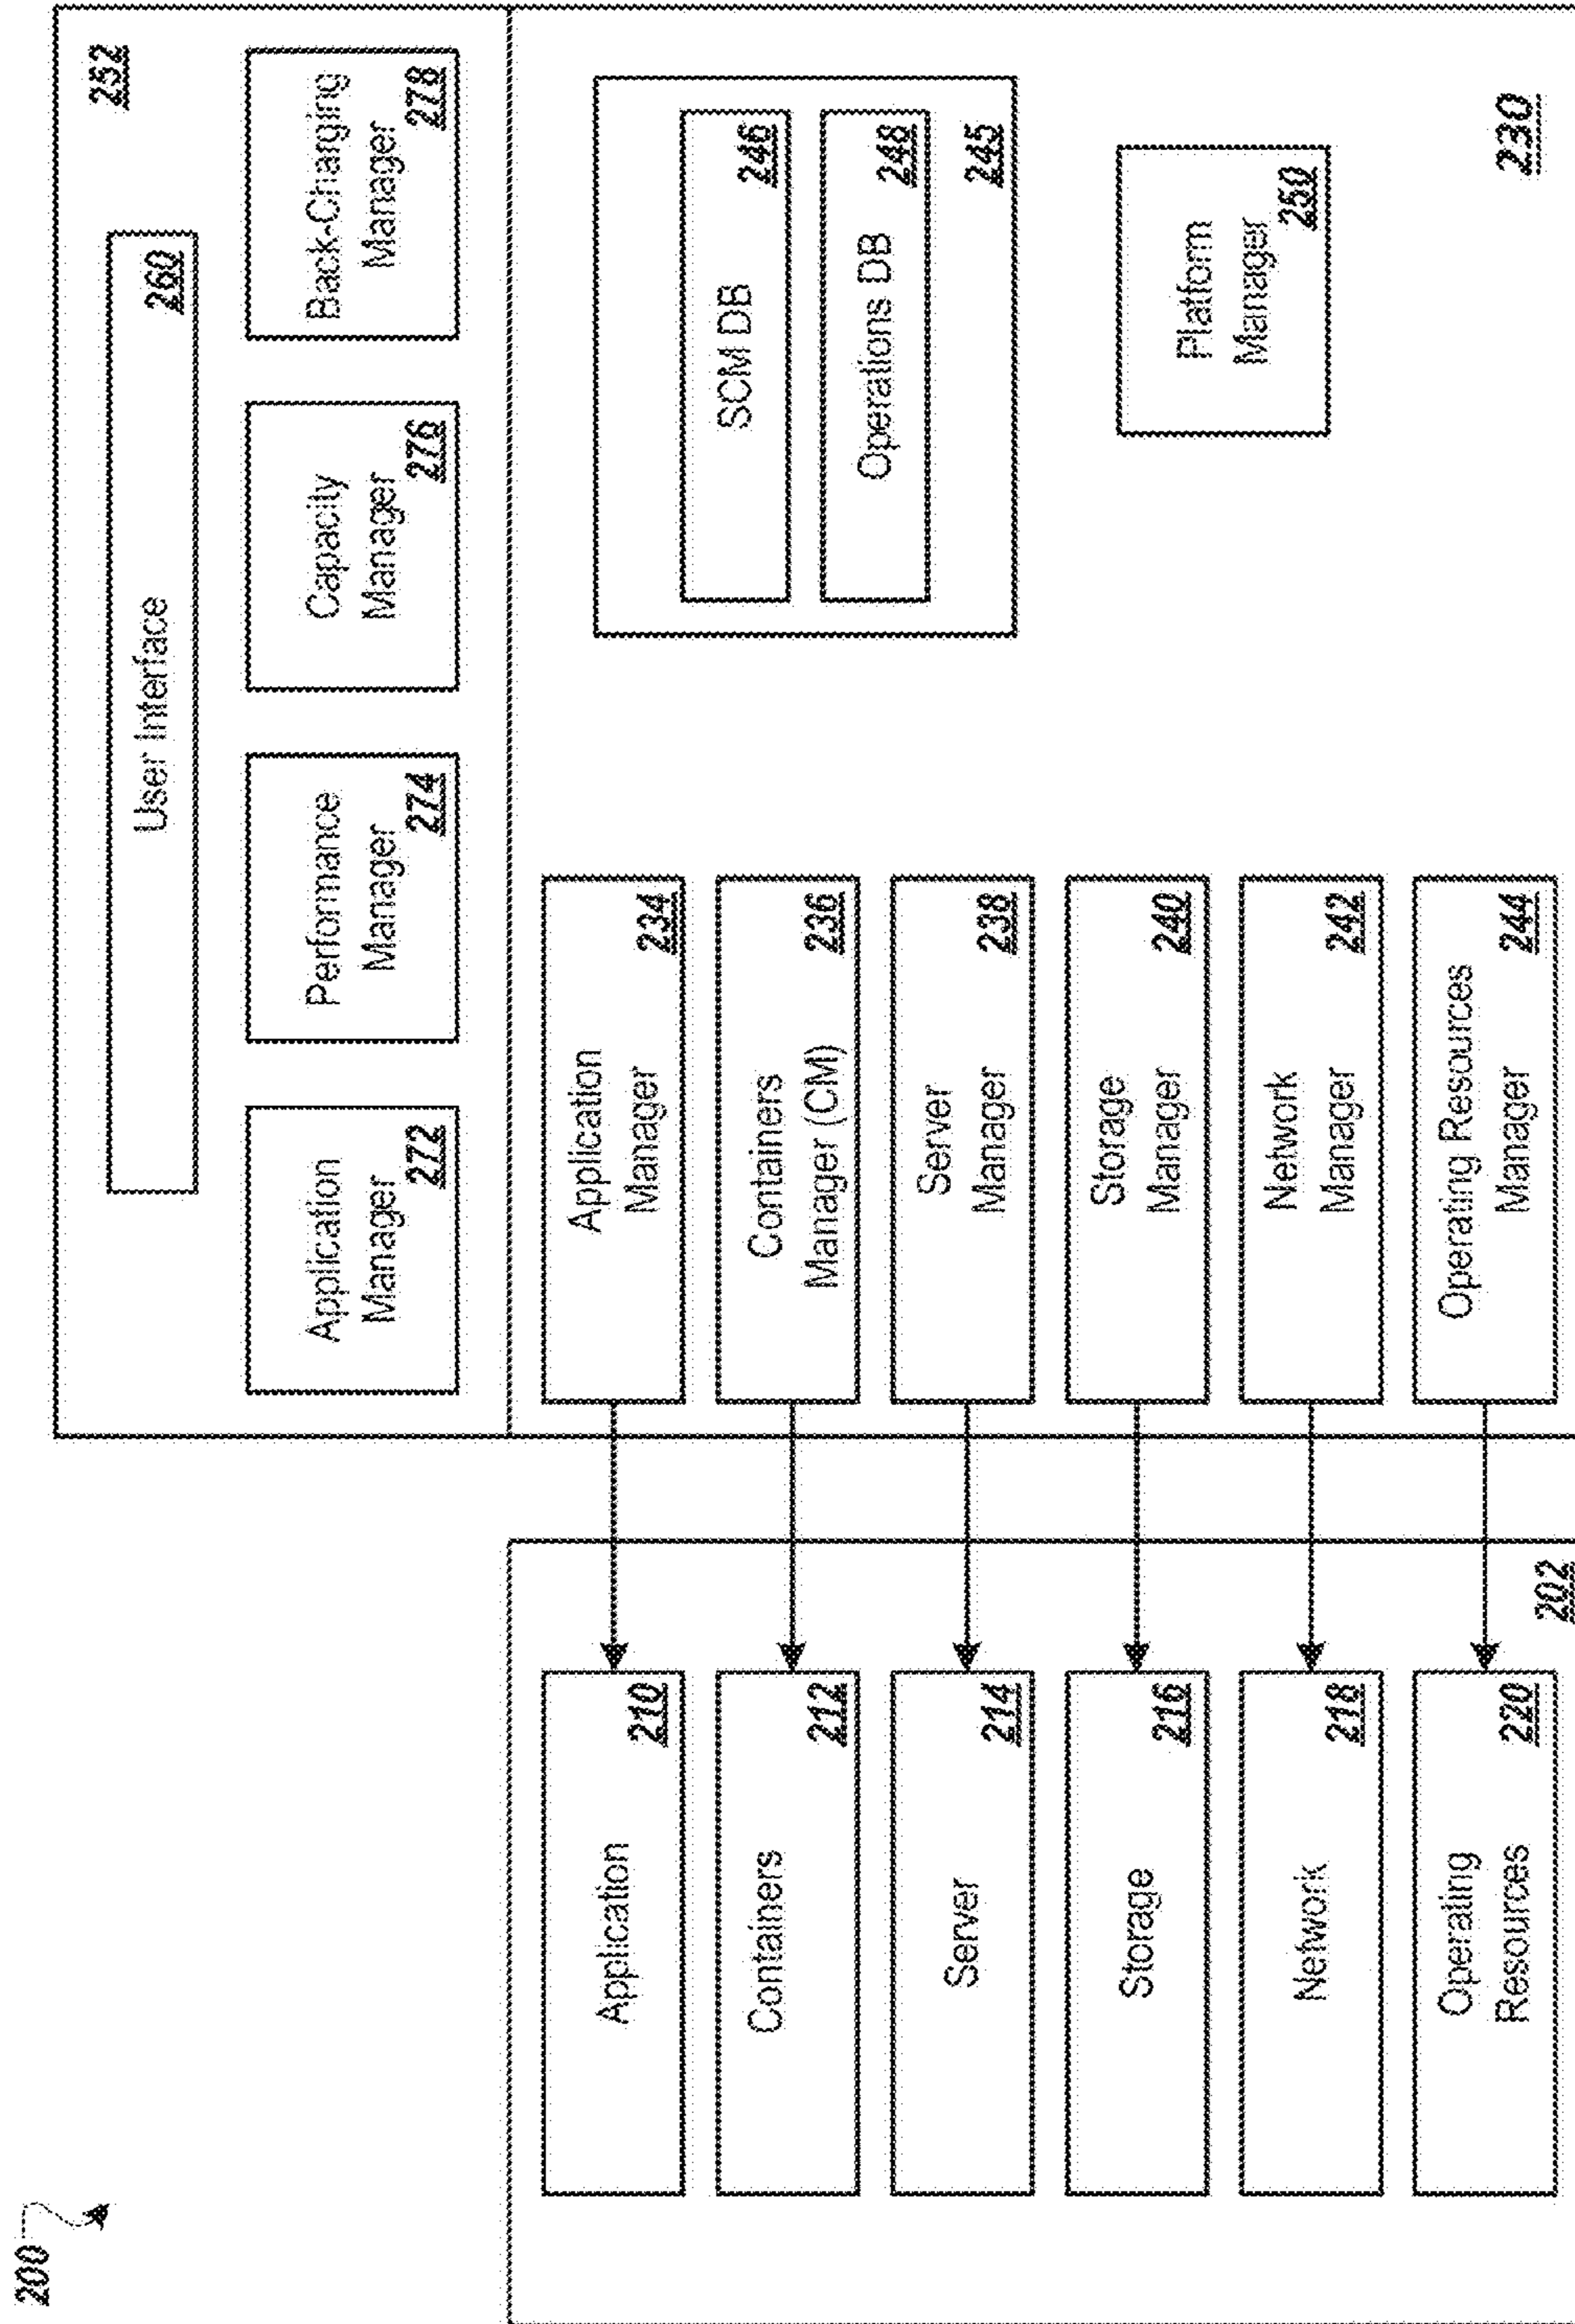 200
252
User Interface
260
Application
Manager
272
Performance
Manager
274
Capacity
Manager
276
Back-Charging
Manager
278
Application
210
Application
Manager
234
Containers
212
Containers
Manager (CM)
236
Server
214
Server
Manager
238
Storage
216
Storage
Manager
240
Network
218
Network
Manager
242
Operating
Resources
220
Operating Resources
Manager
244
202
SCM DB
246
Operations DB
248
245
Platform
Manager
250
230